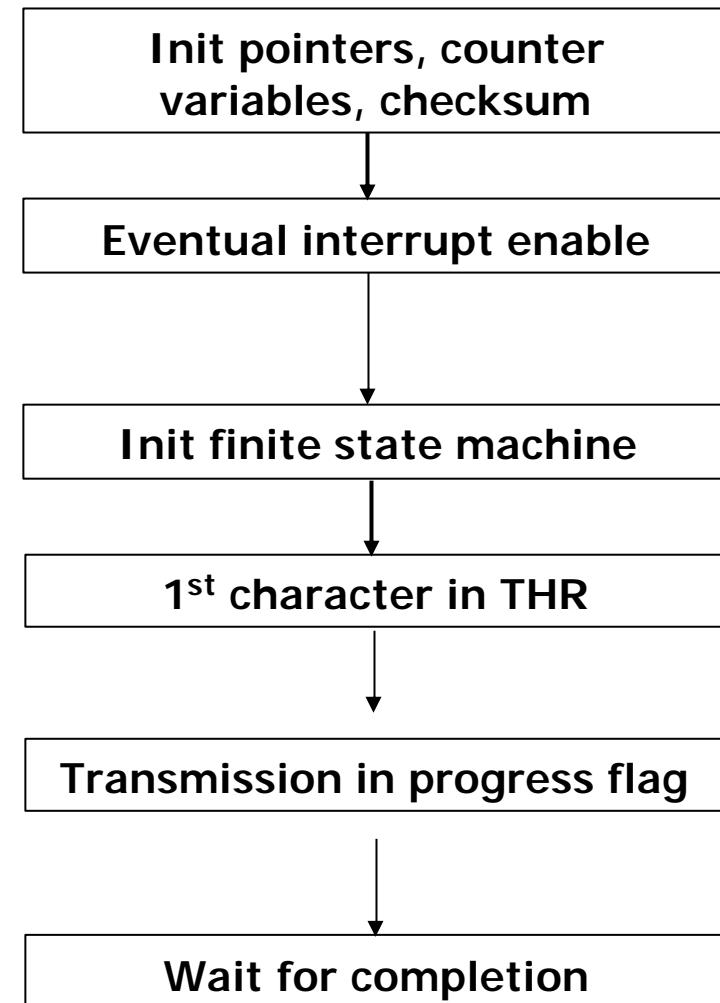 Init pointers, counter
variables, checksum
Eventual interrupt enable
Init finite state machine
1st character in THR
Transmission in progress flag
Wait for completion